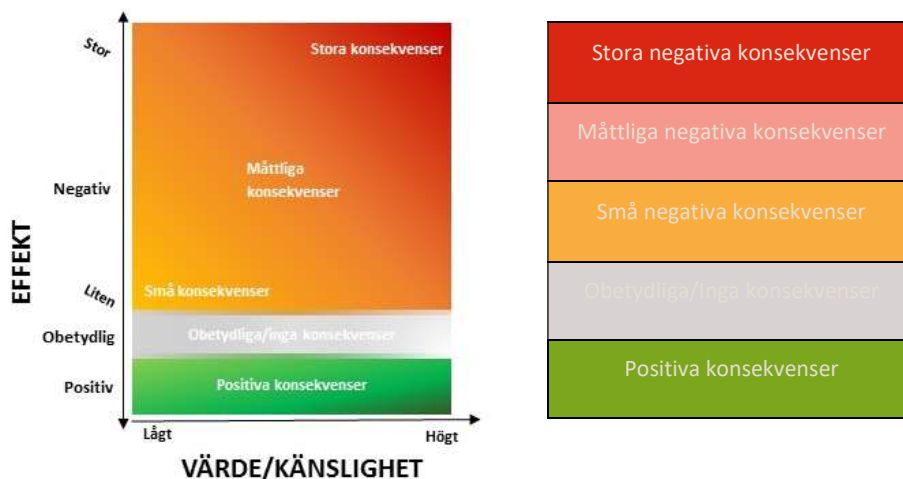 Stor
Negativ
Liten
Obetydlig
Positiv
EFFEKT
Stora konsekvenser
Måttliga
konsekvenser
Små konsekvenser
Obetydliga/inga konsekvenser
Positiva konsekvenser
Lågt
Högt
VÄRDE/KÄNSLIGHET
Stora negativa konsekvenser
Måttliga negativa konsekvenser
Små negativa konsekvenser
Obetydliga/Inga konsekvenser
Positiva konsekvenser